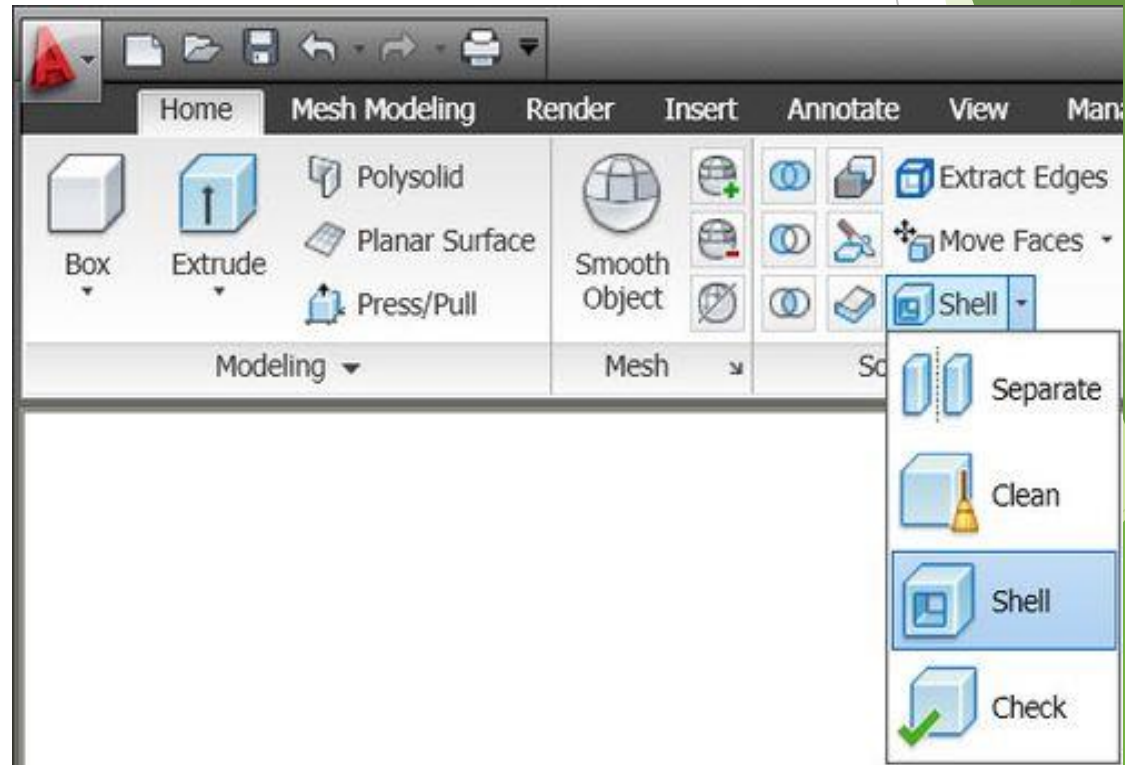 Home Mesh Modeling Render Insert Annotate View
Box
Extrude
Polysolid
Planar Surface
Press/Pull
Smooth
Object
Extract Edges
Move Faces
Shell
Modeling
Mesh
Separate
Clean
Shell
Check